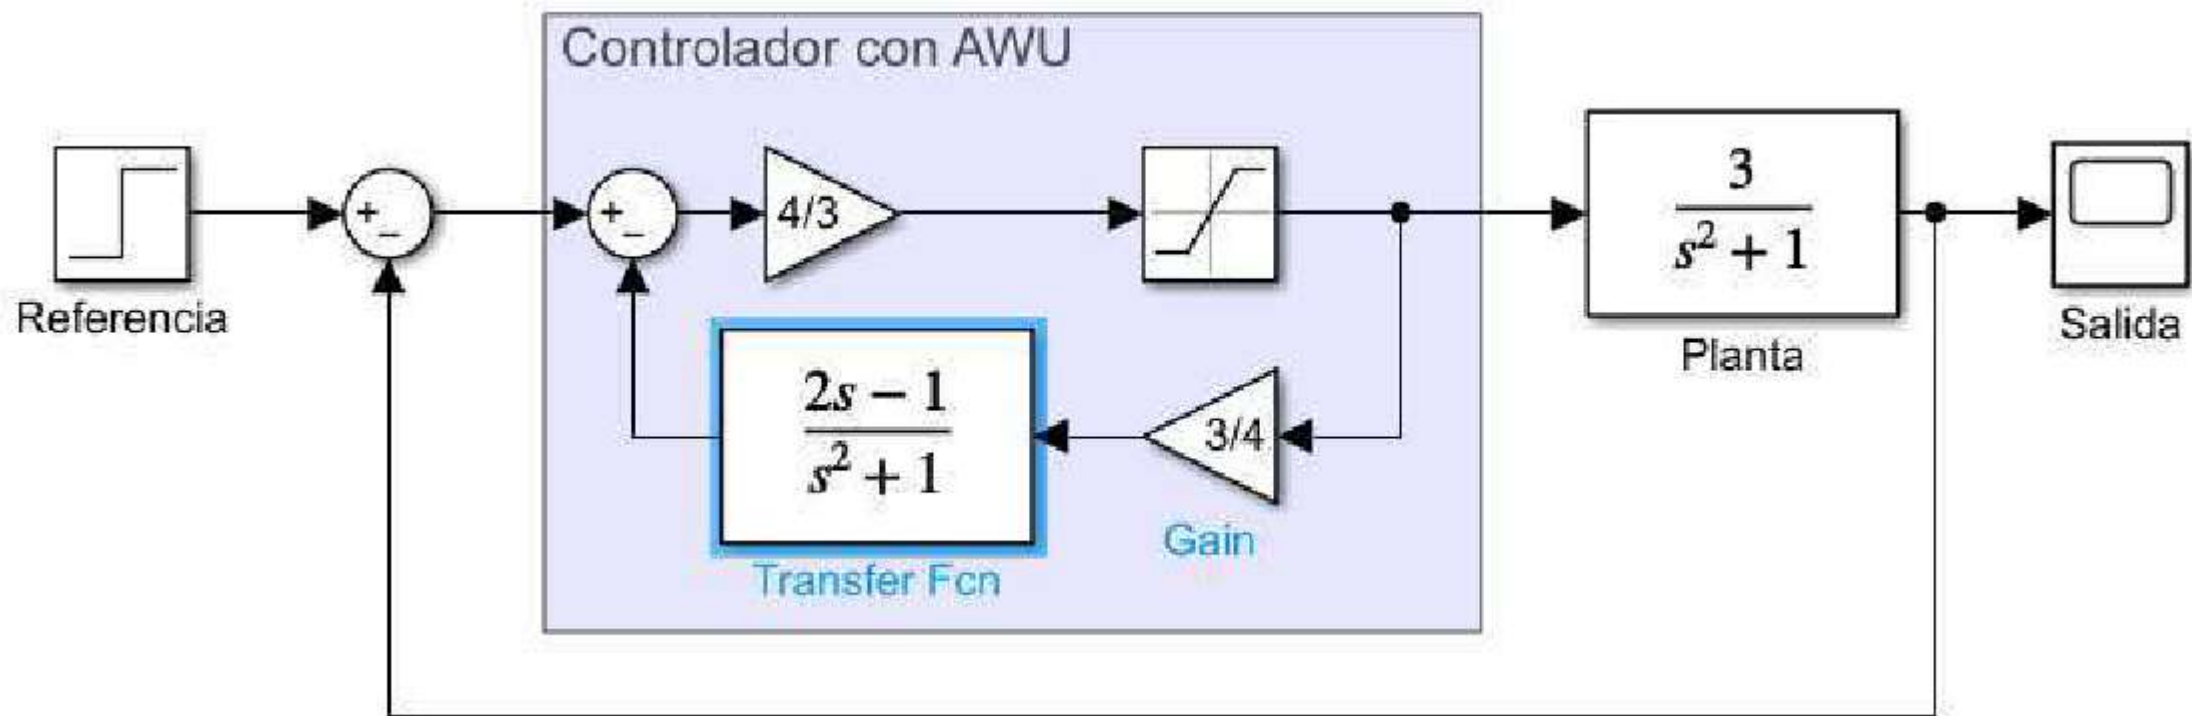 Controlador con AWU
+
−
Referencia
+
−
4/3
3
s² + 1
Planta
Salida
2s − 1
s² + 1
Transfer Fcn
3/4
Gain